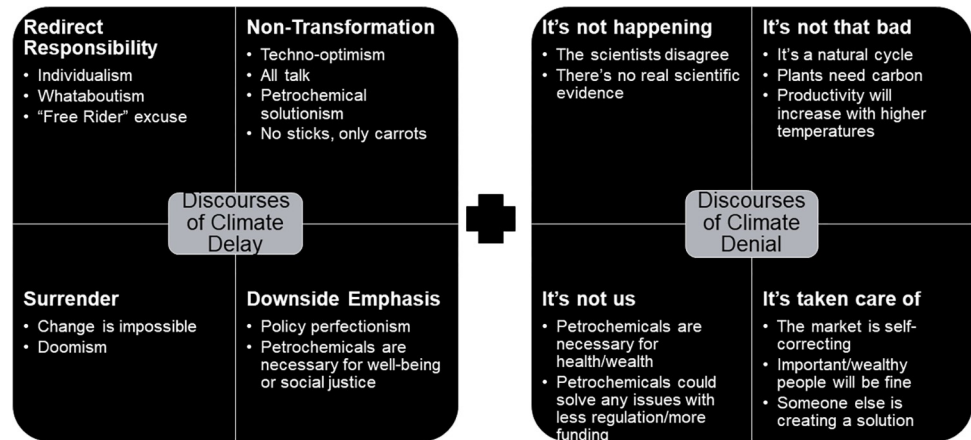 Redirect
Responsibility
• Individualism
• Whataboutism
• “Free Rider” excuse
Non-Transformation
• Techno-optimism
• All talk
• Petrochemical
solutionism
• No sticks, only carrots
Discourses
of Climate
Delay
Surrender
• Change is impossible
• Doomism
Downside Emphasis
• Policy perfectionism
• Petrochemicals are
necessary for well-being
or social justice
It’s not happening
• The scientists disagree
• There’s no real scientific
evidence
It’s not that bad
• It’s a natural cycle
• Plants need carbon
• Productivity will
increase with higher
temperatures
Discourses
of Climate
Denial
It’s not us
• Petrochemicals are
necessary for
health/wealth
• Petrochemicals could
solve any issues with
less regulation/more
funding
It’s taken care of
• The market is self-
correcting
• Important/wealthy
people will be fine
• Someone else is
creating a solution